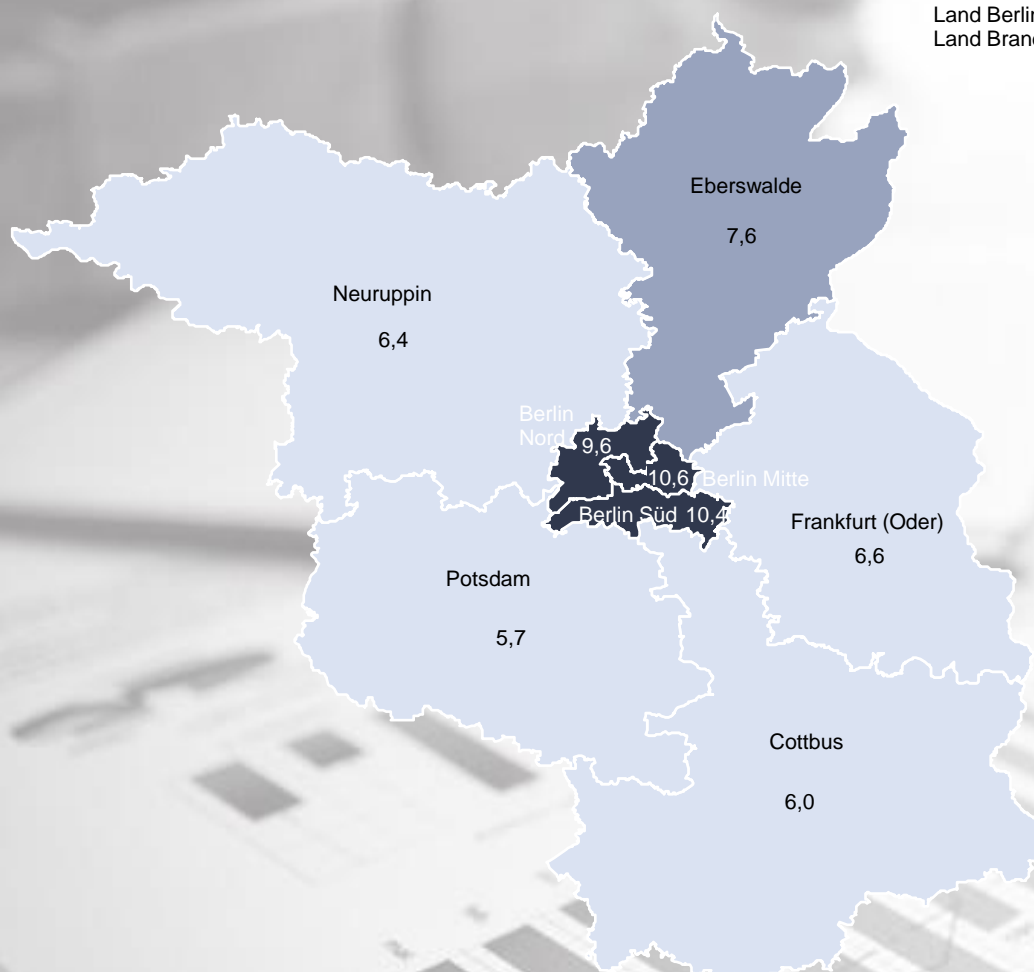 Land Berlin
Land
Eberswalde
7,6
Neuruppin
6,4
Berlin
Nord
9,6
10,6
Berlin Mitte
Berlin Süd 10,4
Frankfurt (Oder)
6,6
Potsdam
5,7
Cottbus
6,0